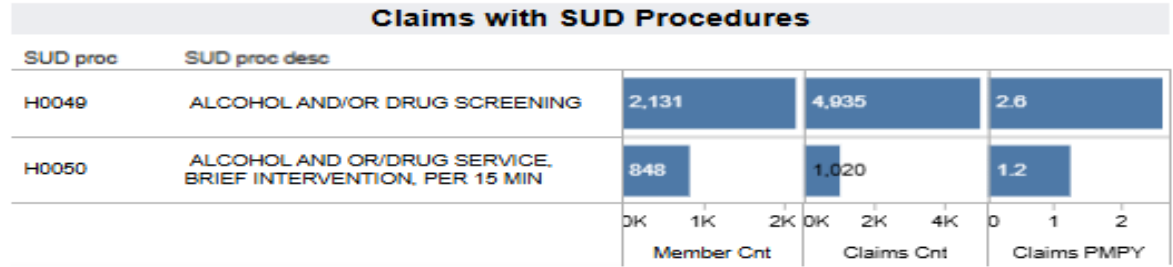 Claims with SUD Procedures
SUD proc SUD proc desc
H0049 ALCOHOL AND/OR DRUG SCREENING 2,131 4,935 2.6
H0050 ALCOHOL AND OR/DRUG SERVICE, BRIEF INTERVENTION, PER 15 MIN 848 1,020 1.2
0K 1K 2K 0K 2K 4K 0 1 2
Member Cnt Claims Cnt Claims PMPY